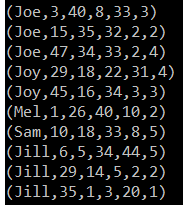 (Joe,3,40,8,33,3)
(Joe,15,35,32,2,2)
(Joe,47,34,33,2,4)
(Joy,29,18,22,31,4)
(Joy,45,16,34,3,3)
(Mel,1,26,40,10,2)
(Sam,10,18,33,8,5)
(Jill,6,5,34,44,5)
(Jill,29,14,5,2,2)
(Jill,35,1,3,20,1)